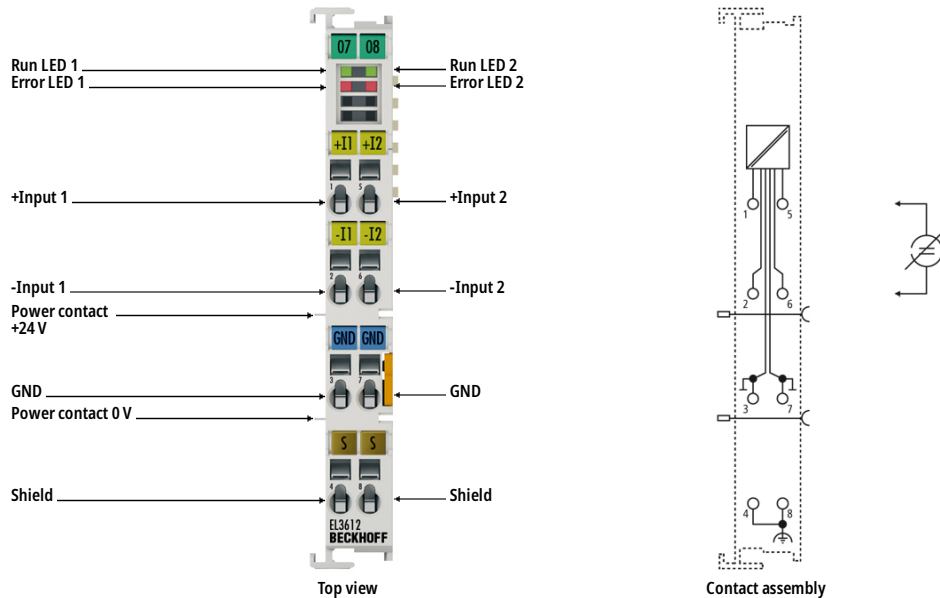 07 08
Run LED 1
Run LED 2
Error LED 1
Error LED 2
+I1 +I2
1 5
+Input 1
+Input 2
-I1 -I2
2 6
-Input 1
-Input 2
Power contact
+24 V
GND GND
3 7
GND
GND
Power contact 0 V
S S
4 8
Shield
Shield
EL3612
BECKHOFF
Top view
1 5
2 6
3 7
4 8
Contact assembly